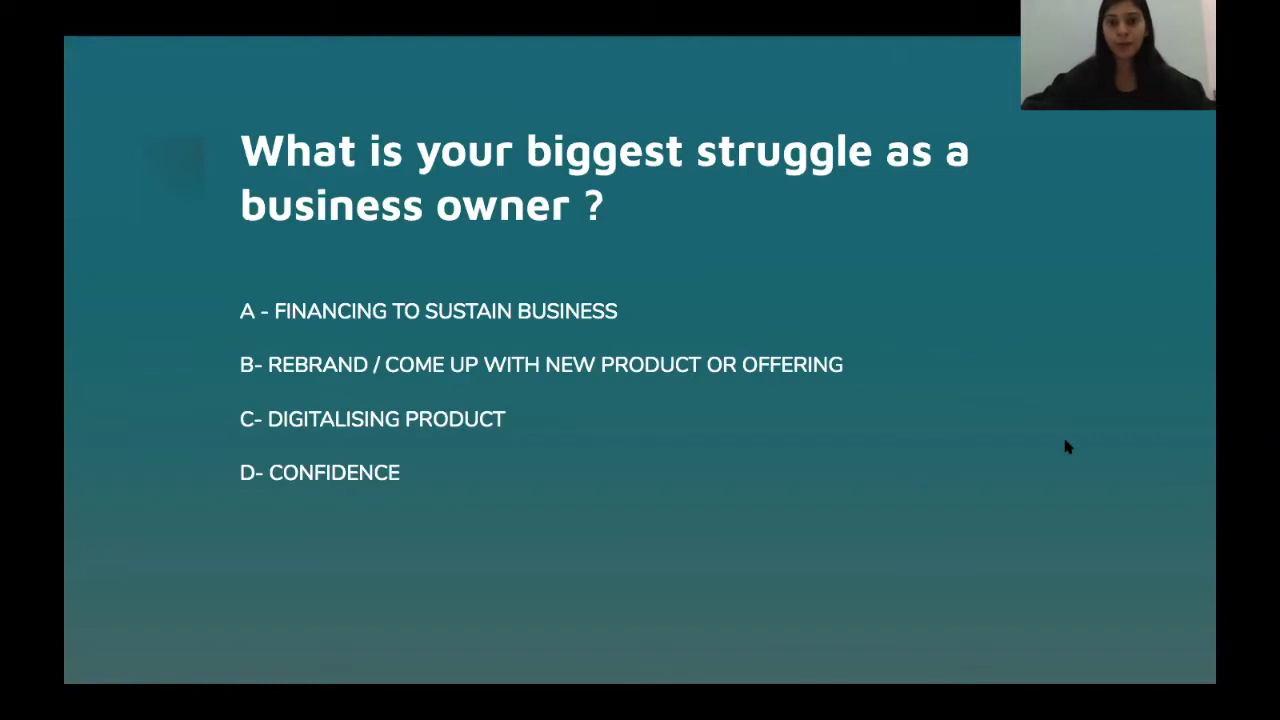 What is your biggest struggle as a
business owner ?
A - FINANCING TO SUSTAIN BUSINESS
B- REBRAND / COME UP WITH NEW PRODUCT OR OFFERING
C- DIGITALISING PRODUCT
D- CONFIDENCE